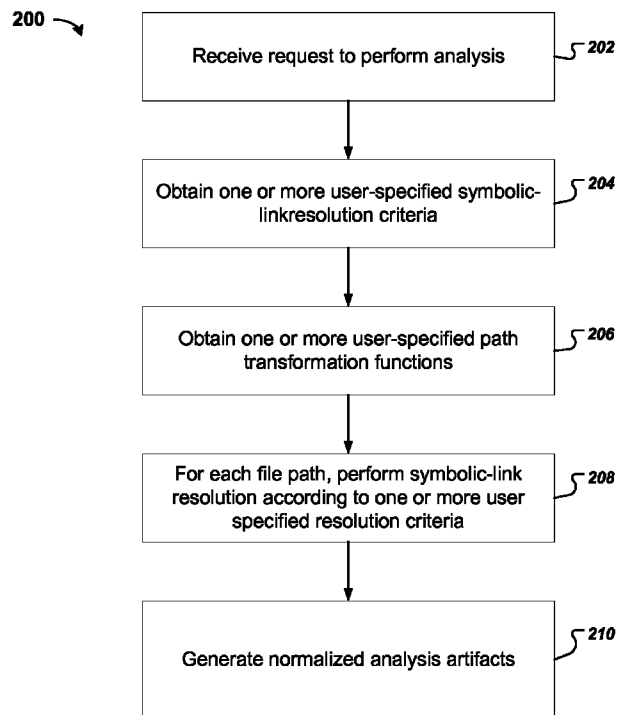 200
Receive request to perform analysis
202
Obtain one or more user-specified symbolic-
linkresolution criteria
204
Obtain one or more user-specified path
transformation functions
206
For each file path, perform symbolic-link
resolution according to one or more user
specified resolution criteria
208
Generate normalized analysis artifacts
210